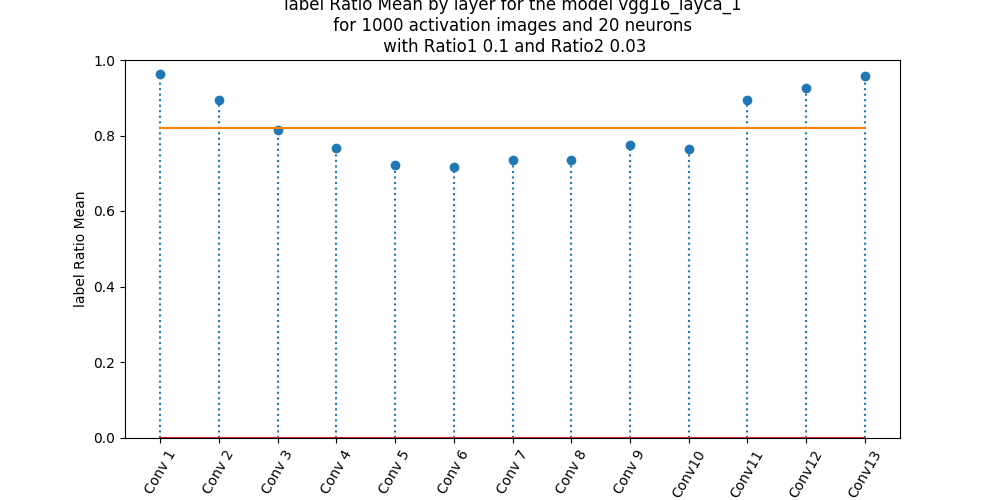 label Ratio Mean by layer for the model vgg16_layca_1
for 1000 activation images and 20 neurons
with Ratio1 0.1 and Ratio2 0.03
1.0
0.8
0.6
0.4
0.2
0.0
label Ratio Mean
Conv 1
Conv 2
Conv 3
Conv 4
Conv 5
Conv 6
Conv 7
Conv 8
Conv 9
Conv10
Conv11
Conv12
Conv13